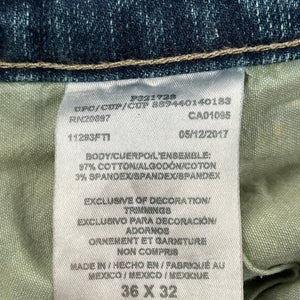 P221723
UPC/CUP/CUP 889440140183
RN20897 CA01095
11293FTI 05/12/2017
BODY/CUERPO/L'ENSEMBLE:
97% COTTON/ALGODÓN/COTON
3% SPANDEX/SPANDEX/SPANDEX
EXCLUSIVE OF DECORATION/
TRIMMINGS
EXCLUSIVO PARA DECORACIÓN/
ADORNOS
ORNEMENT ET GARNITURE
NON COMPRIS
MADE IN / HECHO EN / FABRIQUÉ AU
MEXICO / MEXICO / MEXIQUE
36 X 32